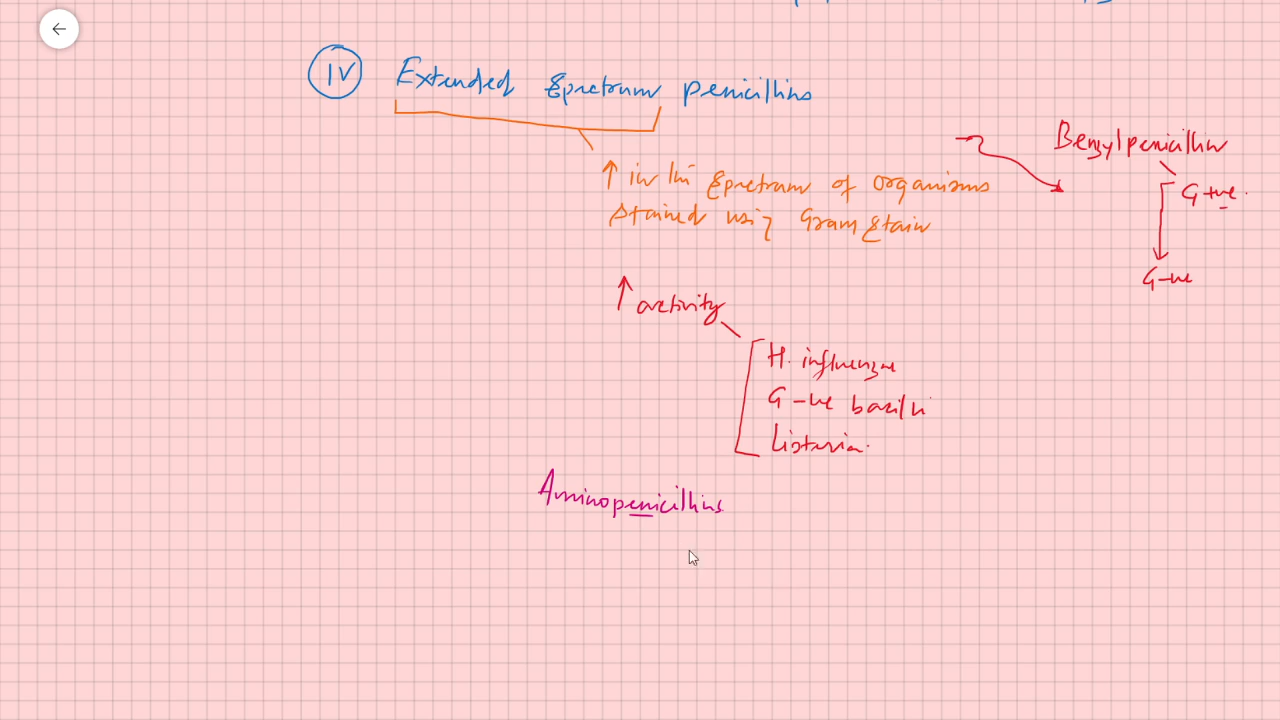 IV Extended Spectrum penicillins
↑ in the Spectrum of organisms
stained using Gram Stain
Benzylpenicillin
G +ve.
G -ve
↑ activity
H. influenzae
G -ve bacilli
Listeria.
Aminopenicillins